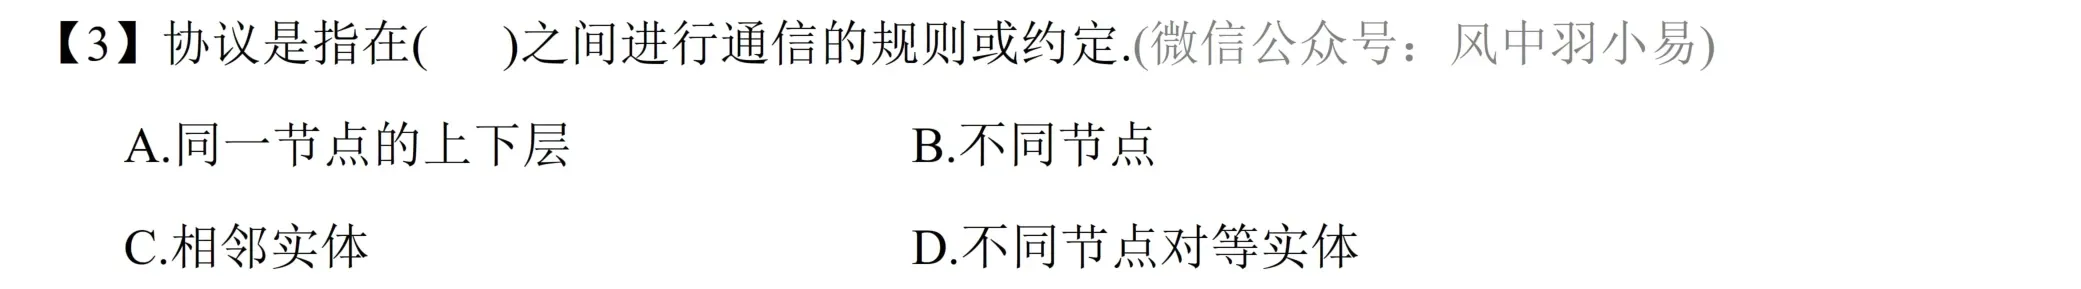 【3】协议是指在(　　)之间进行通信的规则或约定.(微信公众号：风中羽小易)
A.同一节点的上下层　　B.不同节点
C.相邻实体　　D.不同节点对等实体